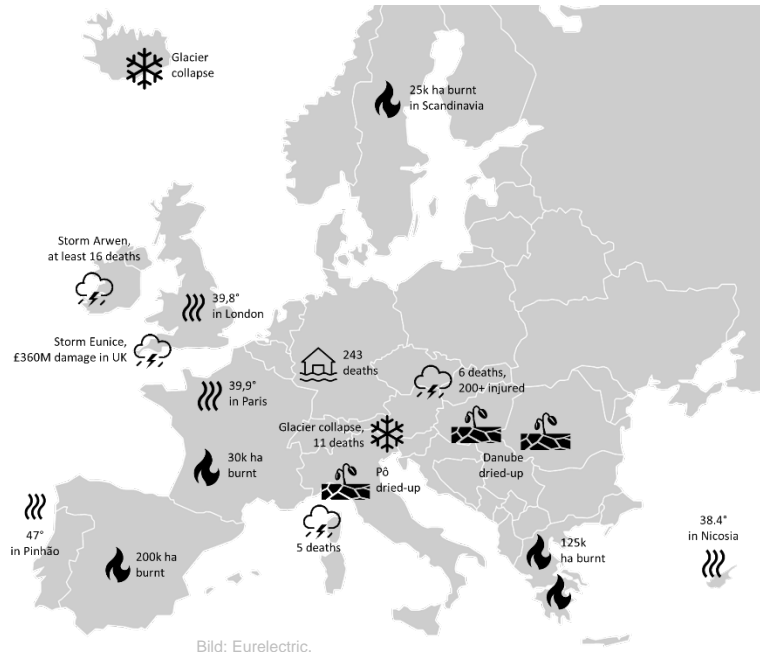 Glacier
collapse
25k ha burnt
in Scandinavia
Storm Arwen,
at least 16 deaths
39,8°
in London
Storm Eunice,
£360M damage in UK
243
deaths
6 deaths,
200+ injured
39,9°
in Paris
Glacier collapse,
11 deaths
30k ha
burnt
Danube
dried-up
Pô
dried-up
47°
in Pinhão
5 deaths
200k ha
burnt
125k
ha burnt
38.4°
in Nicosia
Bild: Eurelectric.